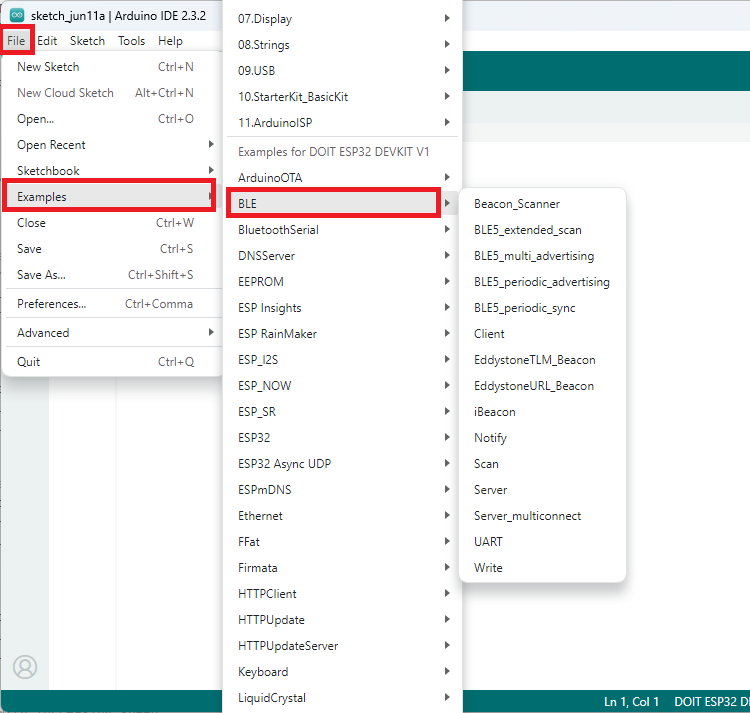 sketch_jun11a | Arduino IDE 2.3.2
File Edit Sketch Tools Help
New Sketch Ctrl+N
New Cloud Sketch Alt+Ctrl+N
Open... Ctrl+O
Open Recent
Sketchbook
Examples
Close Ctrl+W
Save Ctrl+S
Save As... Ctrl+Shift+S
Preferences... Ctrl+Comma
Advanced
Quit Ctrl+Q
07.Display
08.Strings
09.USB
10.StarterKit_BasicKit
11.ArduinoISP
Examples for DOIT ESP32 DEVKIT V1
ArduinoOTA
BLE
BluetoothSerial
DNSServer
EEPROM
ESP Insights
ESP RainMaker
ESP_I2S
ESP_NOW
ESP_SR
ESP32
ESP32 Async UDP
ESPmDNS
Ethernet
FFat
Firmata
HTTPClient
HTTPUpdate
HTTPUpdateServer
Keyboard
LiquidCrystal
Beacon_Scanner
BLE5_extended_scan
BLE5_multi_advertising
BLE5_periodic_advertising
BLE5_periodic_sync
Client
EddystoneTLM_Beacon
EddystoneURL_Beacon
iBeacon
Notify
Scan
Server
Server_multiconnect
UART
Write
Ln 1, Col 1 DOIT ESP32